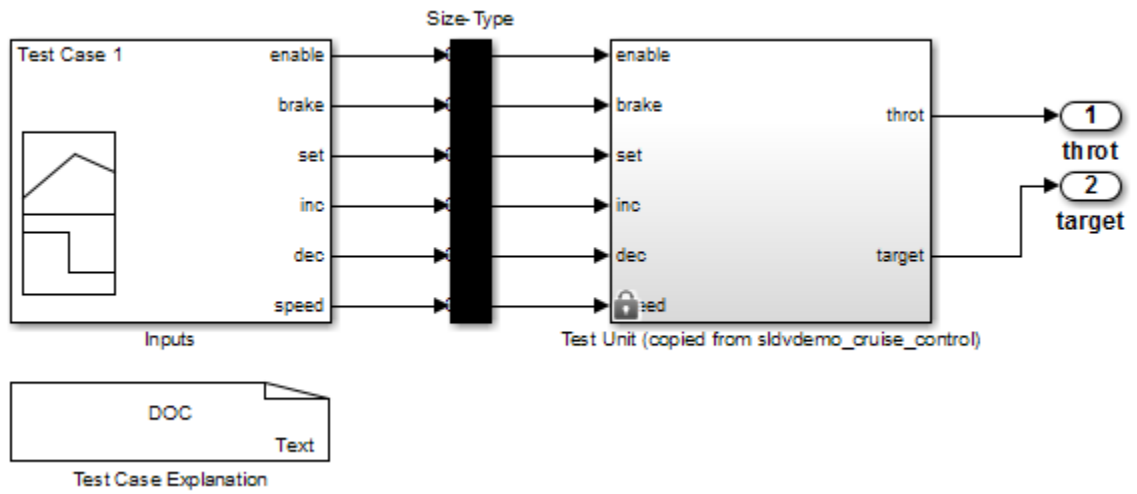 Size-Type
Test Case 1
enable
brake
set
inc
dec
speed
Inputs
enable
brake
set
inc
dec
eed
throt
target
Test Unit (copied from sldvdemo_cruise_control)
1
throt
2
target
DOC
Text
Test Case Explanation